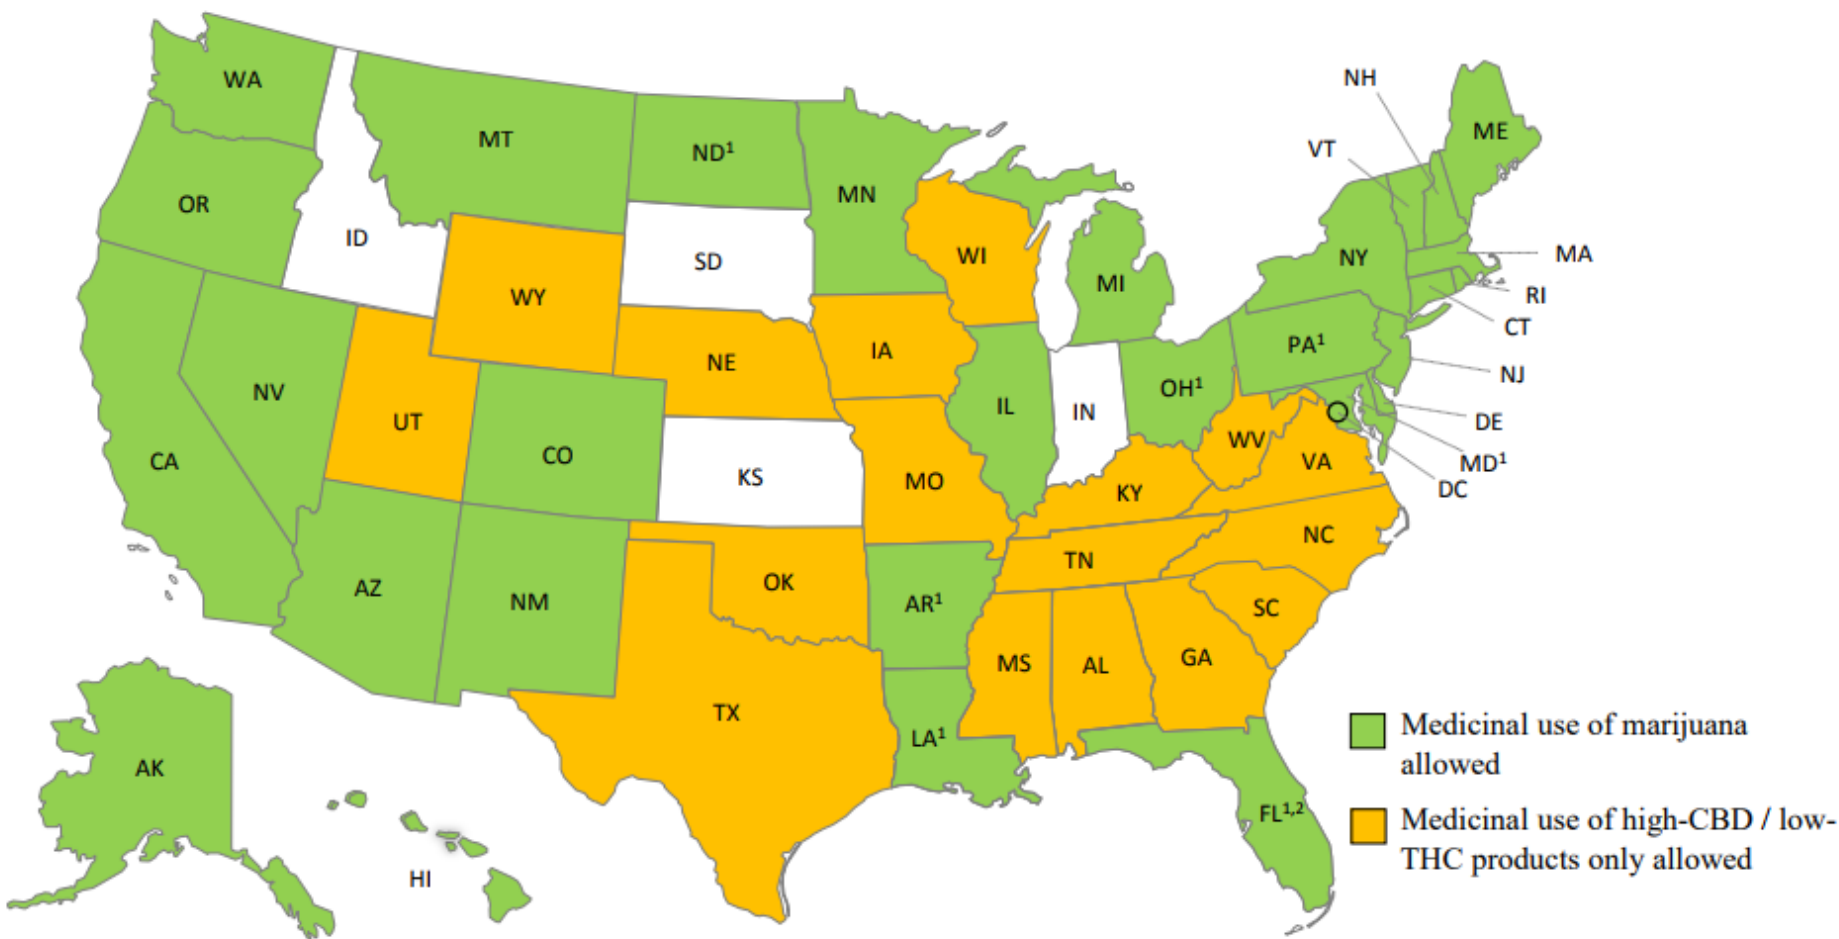 WA
MT
ND¹
MN
OR
ID
SD
WY
WI
MI
NH
VT
ME
NY
MA
RI
CT
PA¹
NJ
NE
IA
NV
UT
CO
IL
IN
OH¹
DE
MD¹
DC
CA
KS
MO
WV
VA
KY
NC
TN
AZ
NM
OK
AR¹
SC
MS
AL
GA
TX
LA¹
FL¹,²
AK
HI
Medicinal use of marijuana
allowed
Medicinal use of high-CBD / low-
THC products only allowed